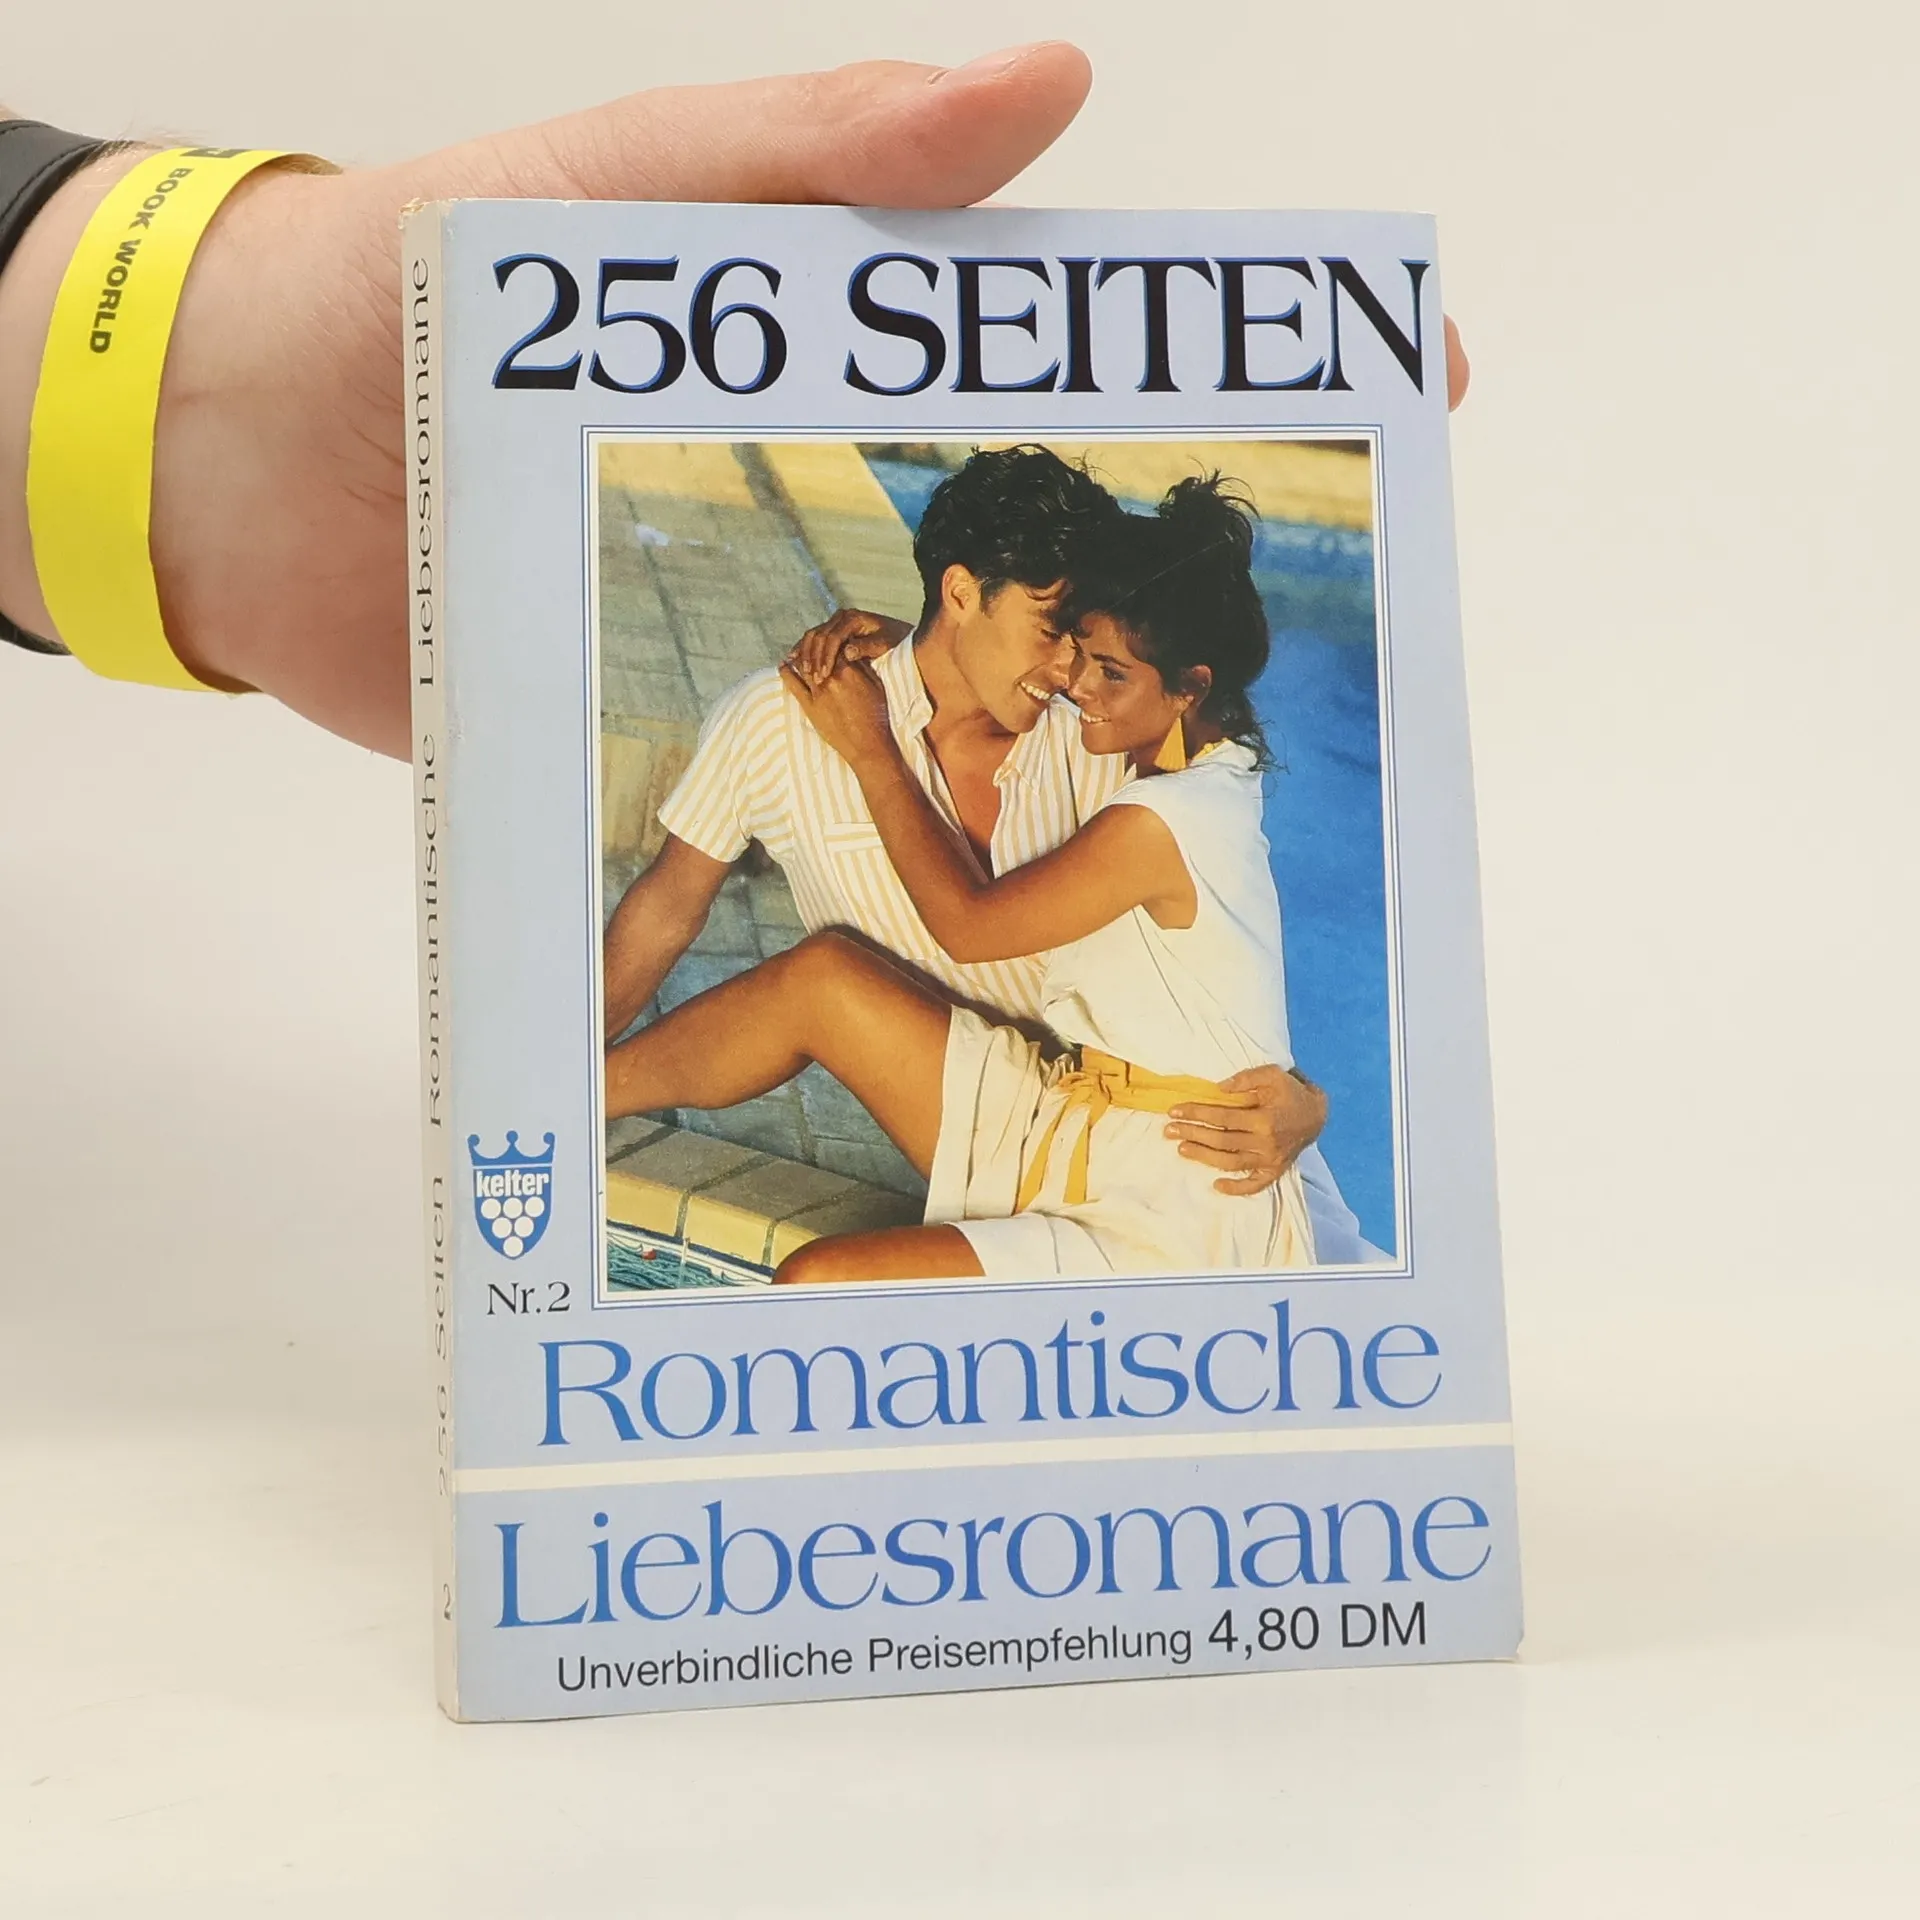 BOOK WORLD
256 SEITEN
kelter
Nr. 2
Romantische
Liebesromane
Unverbindliche Preisempfehlung 4,80 DM
2 256 Seiten Romantische Liebesromane